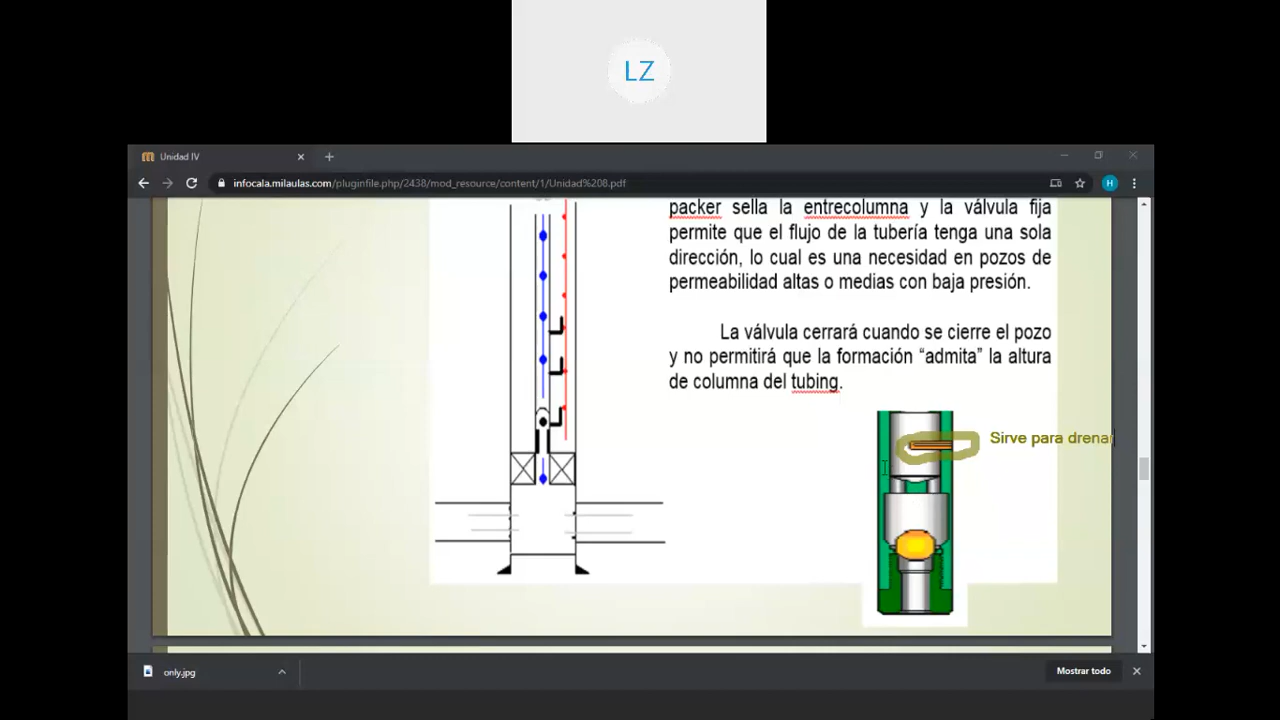 LZ
Unidad IV
infocala.milaulas.com/pluginfile.php/2438/mod_resource/content/1/Unidad%208.pdf
H
packer sella la entrecolumna y la válvula fija
permite que el flujo de la tubería tenga una sola
dirección, lo cual es una necesidad en pozos de
permeabilidad altas o medias con baja presión.
La válvula cerrará cuando se cierre el pozo
y no permitirá que la formación “admita” la altura
de columna del tubing.
Sirve para drenar
only.jpg
Mostrar todo